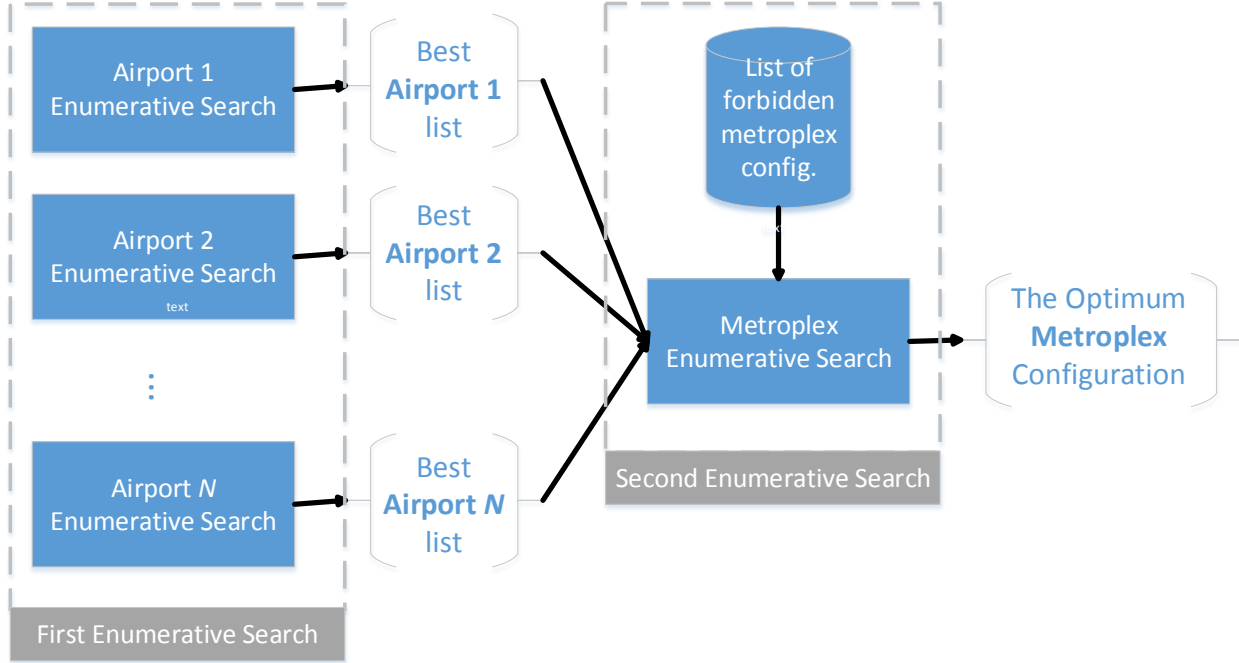 Airport 1
Enumerative Search
Best
Airport 1
list
Airport 2
Enumerative Search
text
Best
Airport 2
list
⋮
Airport N
Enumerative Search
Best
Airport N
list
First Enumerative Search
List of
forbidden
metroplex
config.
text
Metroplex
Enumerative Search
Second Enumerative Search
The Optimum
Metroplex
Configuration